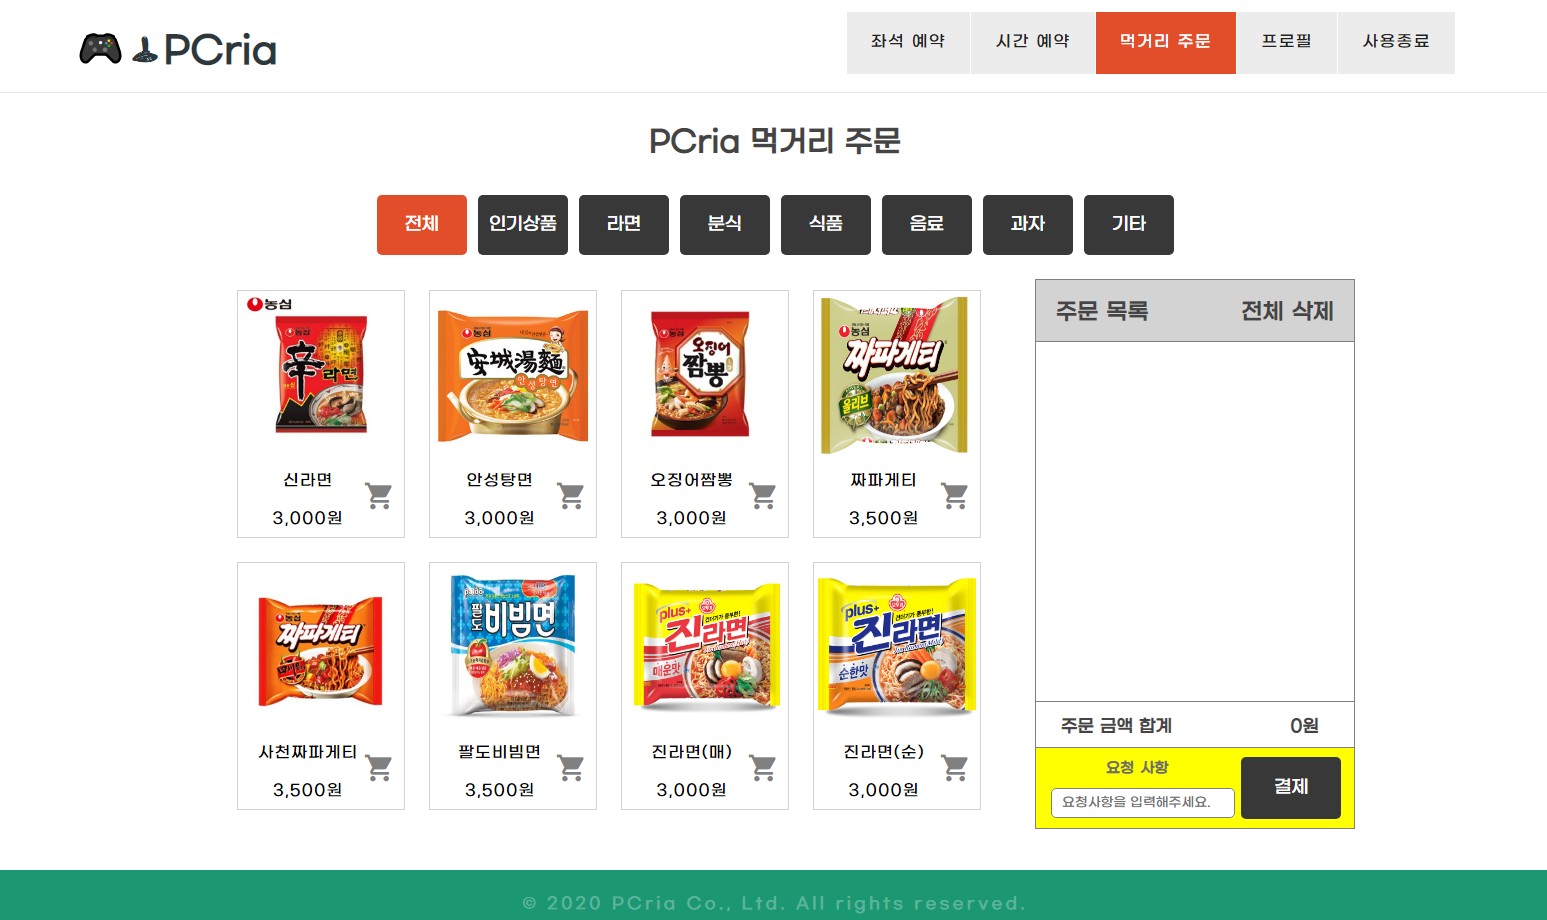 PCria
좌석 예약
시간 예약
먹거리 주문
프로필
사용종료
PCria 먹거리 주문
전체
인기상품
라면
분식
식품
음료
과자
기타
농심
농심
辛라면
농심
安城湯麵
안성탕면
농심
오징어
짬뽕
농심
짜파게티
올리브
신라면
3,000원
안성탕면
3,000원
오징어짬뽕
3,000원
짜파게티
3,500원
주문 목록
전체 삭제
농심
짜파게티
paldo
팔도
비빔면
plus+
진라면
매운맛
plus+
진라면
순한맛
사천짜파게티
3,500원
팔도비빔면
3,500원
진라면(매)
3,000원
진라면(순)
3,000원
주문 금액 합계
0원
요청 사항
요청사항을 입력해주세요.
결제
© 2020 PCria Co., Ltd. All rights reserved.